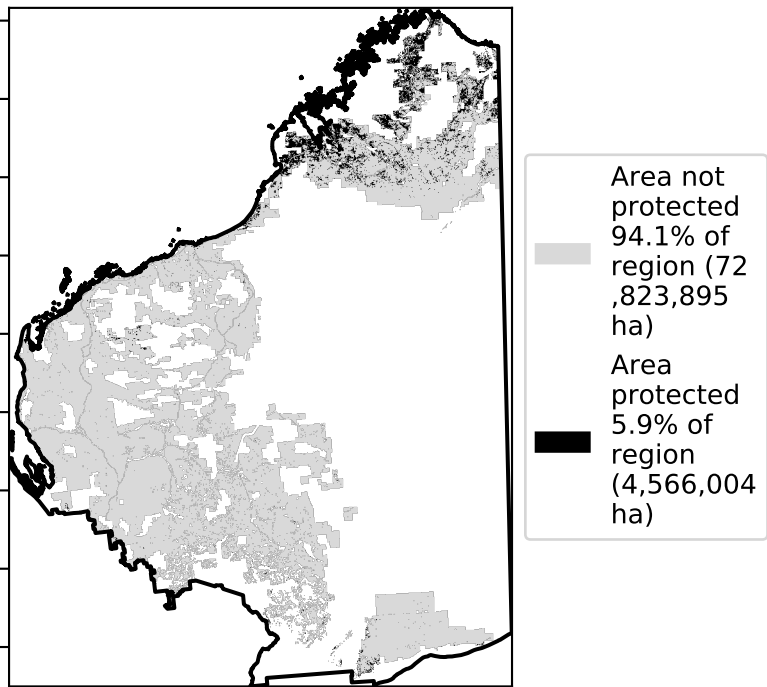 Area not
protected
94.1% of
region (72
,823,895
ha)
Area
protected
5.9% of
region
(4,566,004
ha)